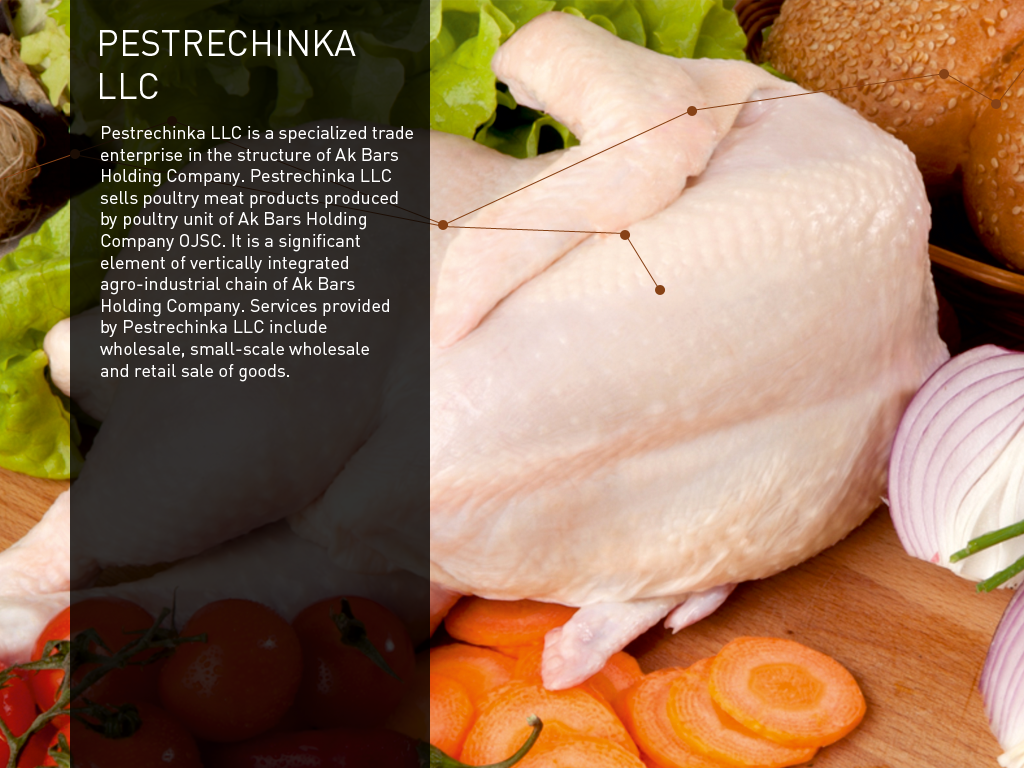 PESTRECHINKA
LLC
Pestrechinka LLC is a specialized trade
enterprise in the structure of Ak Bars
Holding Company. Pestrechinka LLC
sells poultry meat products produced
by poultry unit of Ak Bars Holding
Company OJSC. It is a significant
element of vertically integrated
agro-industrial chain of Ak Bars
Holding Company. Services provided
by Pestrechinka LLC include
wholesale, small-scale wholesale
and retail sale of goods.